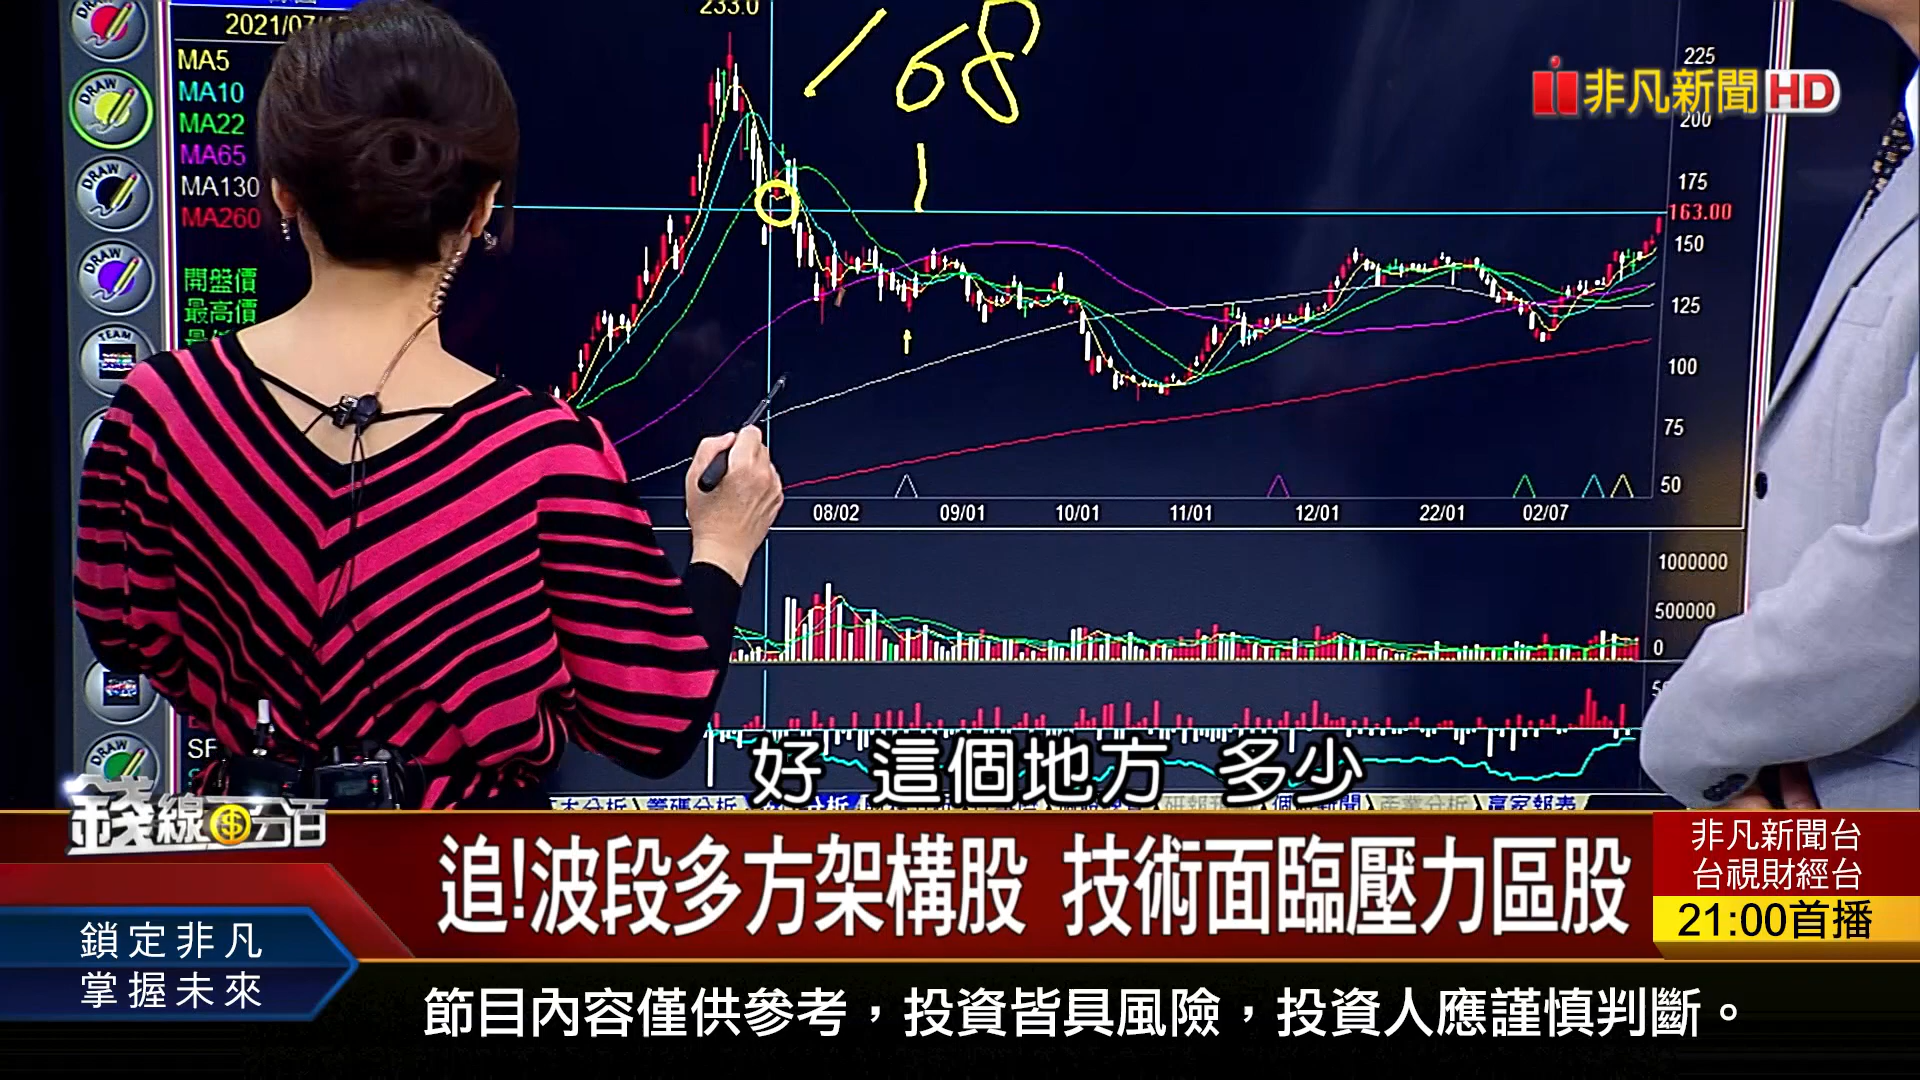 233.0
168
2021/07/
MA5
MA10
MA22
MA65
MA130
MA260
開盤價
最高價
DRAW
DRAW
DRAW
DRAW
TEAM
DRAW
225
200
175
163.00
150
125
100
75
50
非凡新聞HD
08/02
09/01
10/01
11/01
12/01
22/01
02/07
1000000
500000
0
好 這個地方 多少
錢線百分百
追!波段多方架構股 技術面臨壓力區股
非凡新聞台
台視財經台
21:00首播
鎖定非凡
掌握未來
節目內容僅供參考，投資皆具風險，投資人應謹慎判斷。